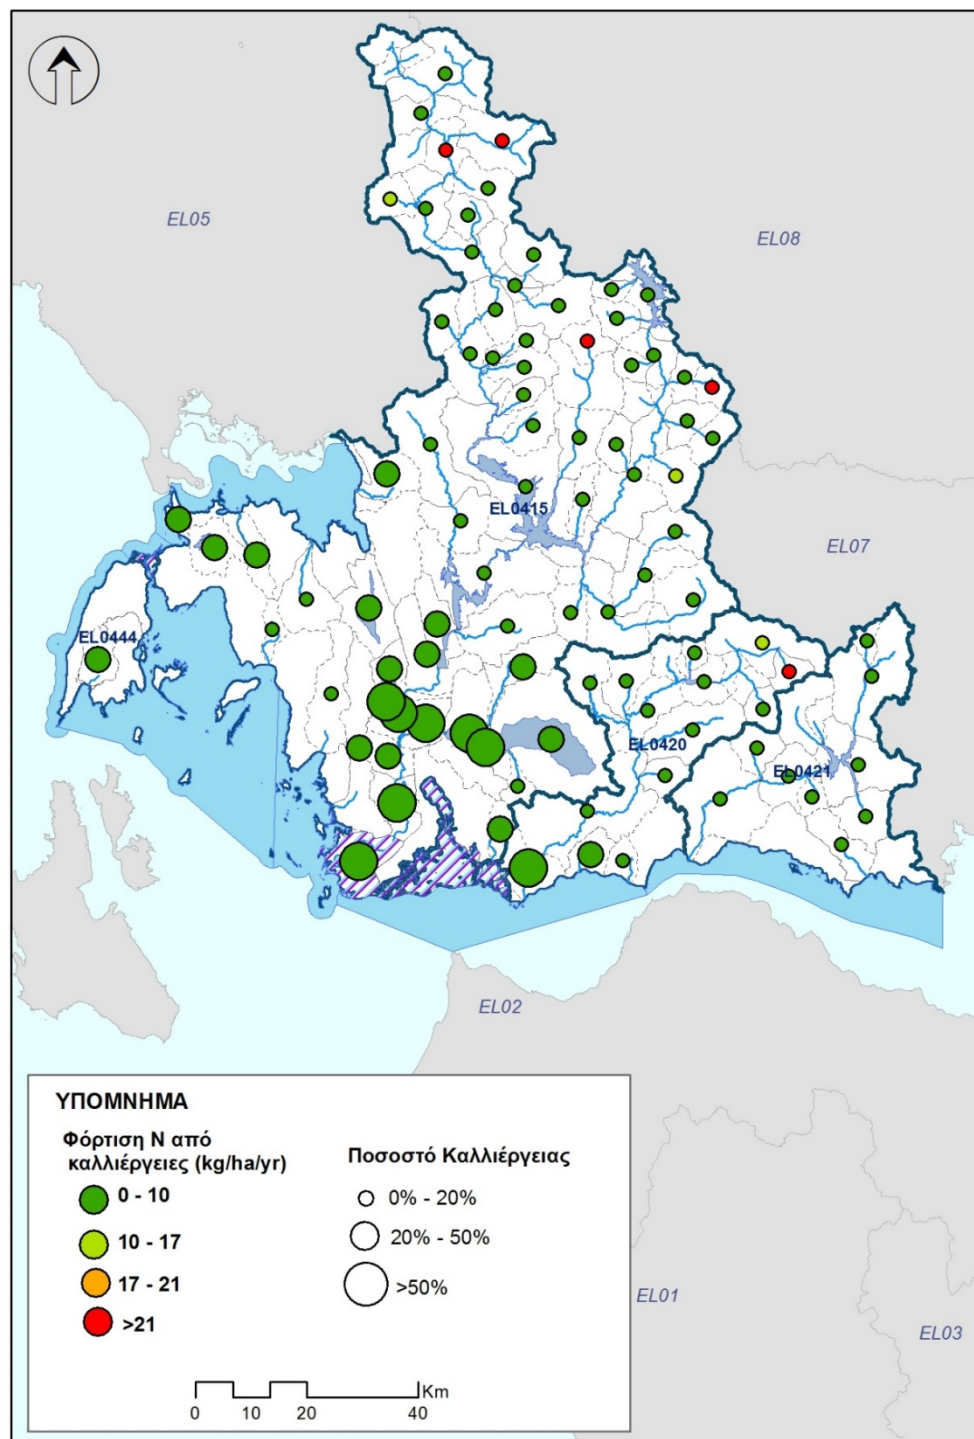 EL05
EL08
EL0415
EL07
EL0444
EL0420
EL0421
EL02
ΥΠΟΜΝΗΜΑ
Φόρτιση Ν από
καλλιέργειες (kg/ha/yr)
0 - 10
10 - 17
17 - 21
>21
Ποσοστό Καλλιέργειας
0% - 20%
20% - 50%
>50%
Km
0 10 20 40
EL01
EL03